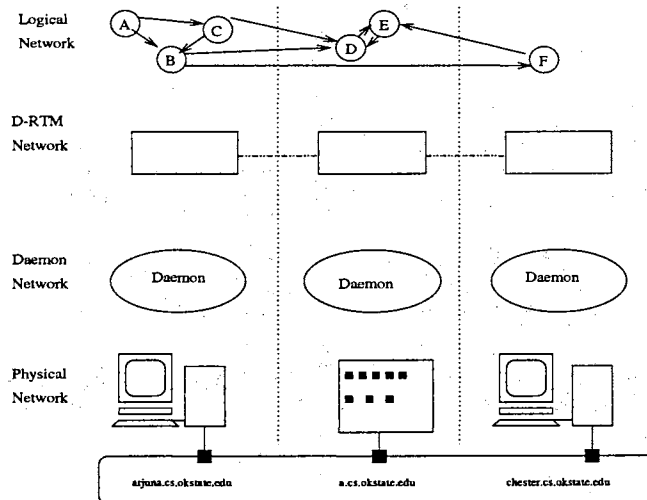 Logical
Network
A
C
B
D
E
F
D-RTM
Network
Daemon
Network
Daemon
Daemon
Daemon
Physical
Network
arjuna.cs.okstate.edu
a.cs.okstate.edu
chester.cs.okstate.edu